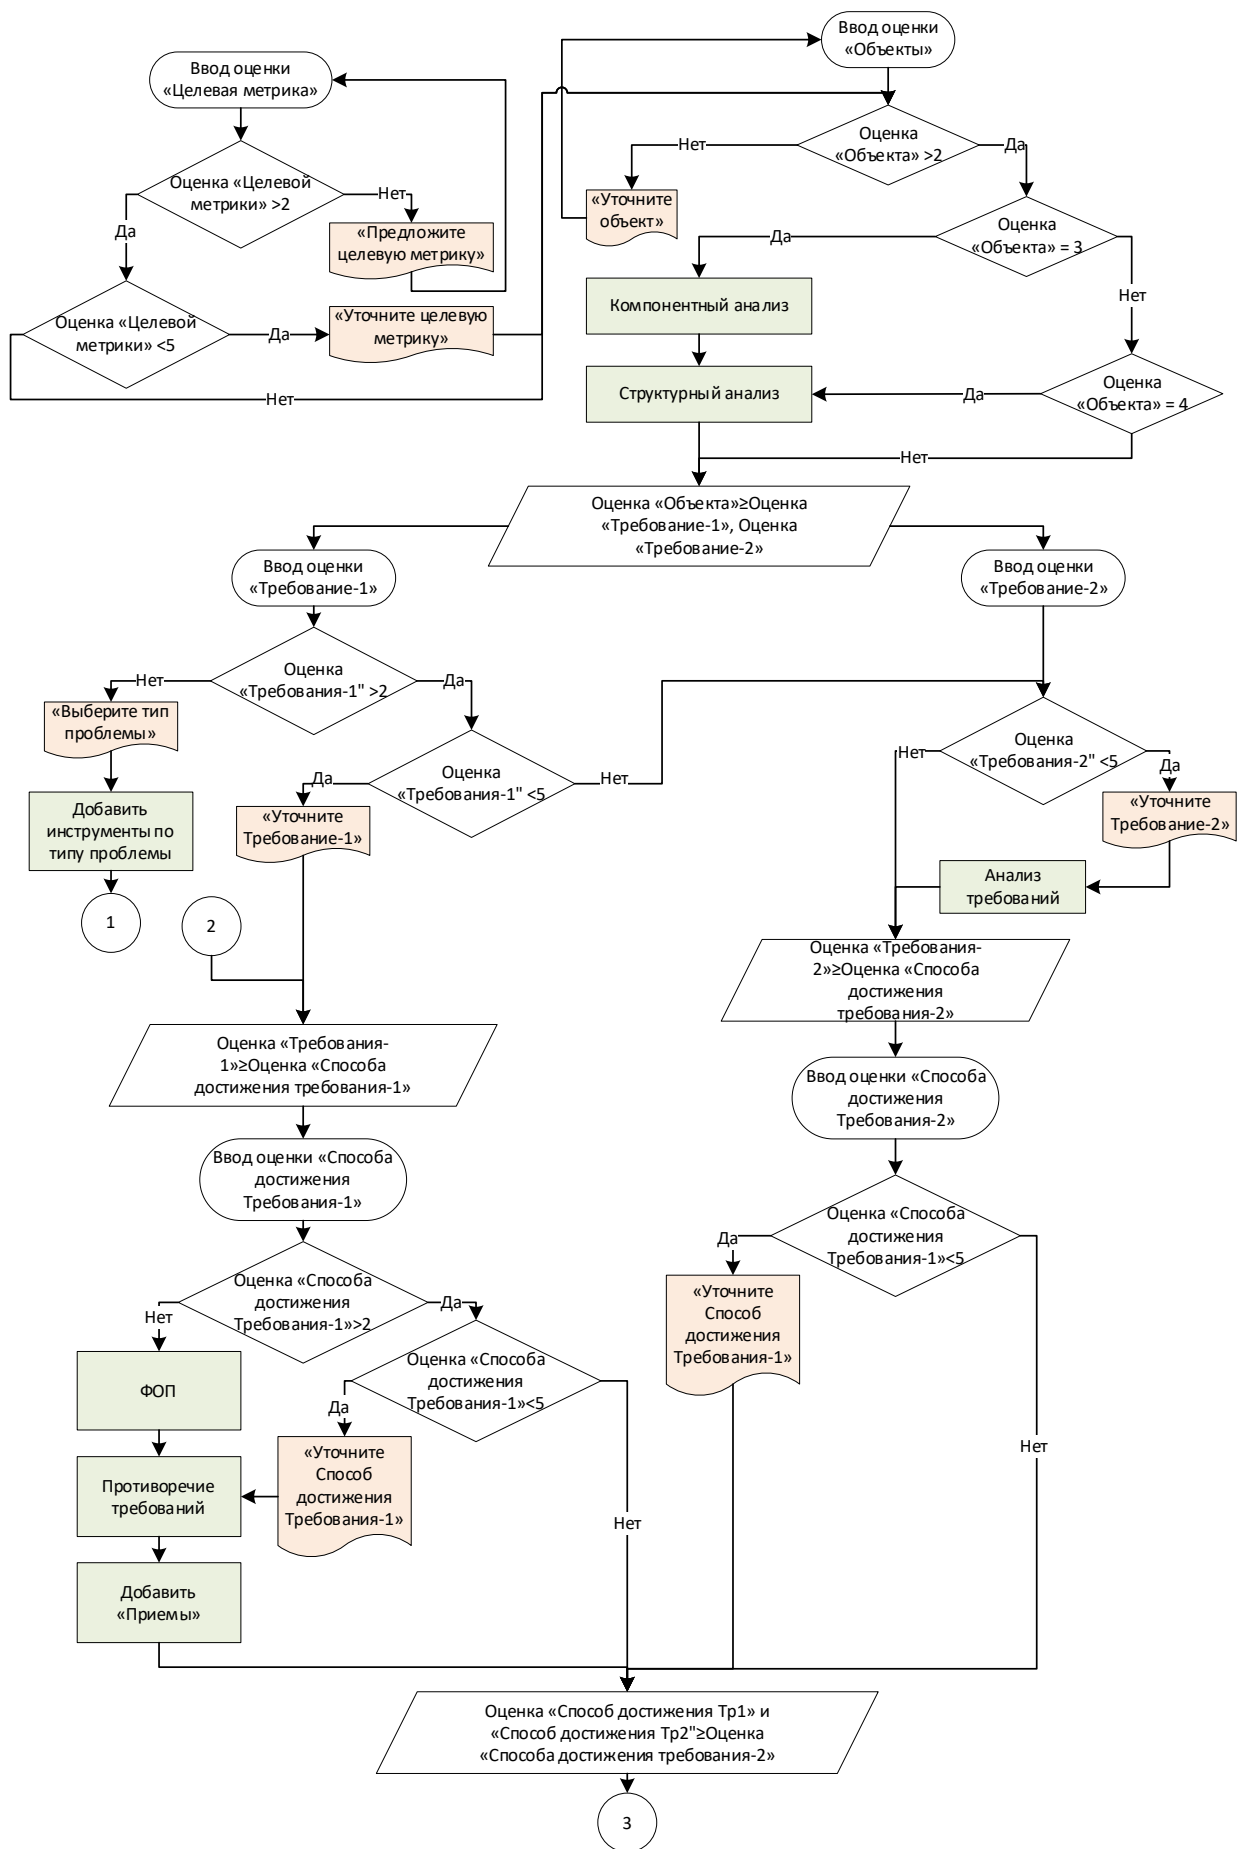 Ввод оценки
«Целевая метрика»
Оценка «Целевой
метрики» >2
Да
Нет
«Предложите
целевую метрику»
Оценка «Целевой
метрики» <5
Да
«Уточните целевую
метрику»
Нет
Ввод оценки
«Объекты»
Оценка
«Объекта» >2
Нет
Да
«Уточните
объект»
Оценка
«Объекта» = 3
Да
Нет
Компонентный анализ
Структурный анализ
Да
Оценка
«Объекта» = 4
Нет
Оценка «Объекта»≥Оценка
«Требование-1», Оценка
«Требование-2»
Ввод оценки
«Требование-1»
Ввод оценки
«Требование-2»
Оценка
«Требования-1" >2
Нет
Да
«Выберите тип
проблемы»
Добавить
инструменты по
типу проблемы
1
Оценка
«Требования-1" <5
Да
Нет
«Уточните
Требование-1»
2
Оценка
«Требования-2" <5
Нет
Да
«Уточните
Требование-2»
Анализ
требований
Оценка «Требования-
2»≥Оценка «Способа
достижения
требования-2»
Оценка «Требования-
1»≥Оценка «Способа
достижения требования-1»
Ввод оценки «Способа
достижения
Требования-2»
Ввод оценки «Способа
достижения
Требования-1»
Оценка «Способа
достижения
Требования-1»<5
Да
«Уточните
Способ
достижения
Требования-1»
Нет
Оценка «Способа
достижения
Требования-1»>2
Нет
Да
ФОП
Оценка «Способа
достижения
Требования-1»<5
Да
«Уточните
Способ
достижения
Требования-1»
Нет
Противоречие
требований
Добавить
«Приемы»
Оценка «Способ достижения Тр1» и
«Способ достижения Тр2"≥Оценка
«Способа достижения требования-2»
3